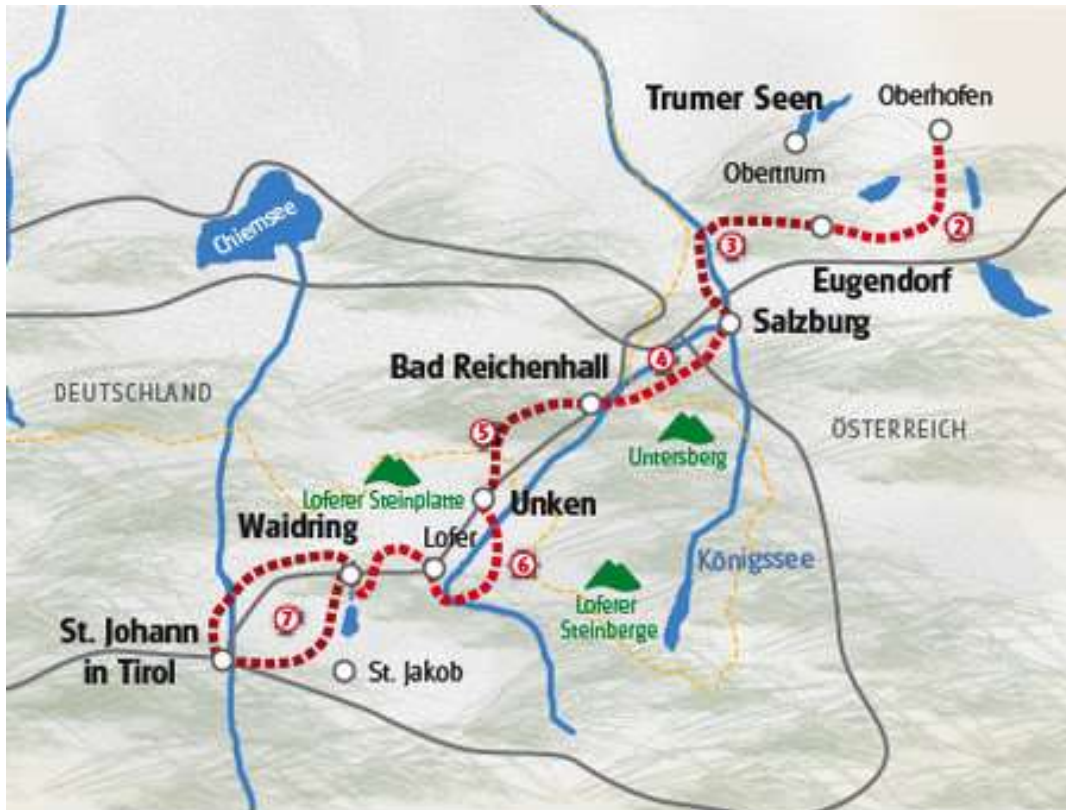 Trumer Seen
Oberhofen
Obertrum
Chiemsee
2
3
Eugendorf
Salzburg
4
Bad Reichenhall
DEUTSCHLAND
ÖSTERREICH
5
Untersberg
Loferer Steinplatte
Unken
Waidring
Lofer
6
Königssee
Loferer
Steinberge
7
St. Johann
in Tirol
St. Jakob